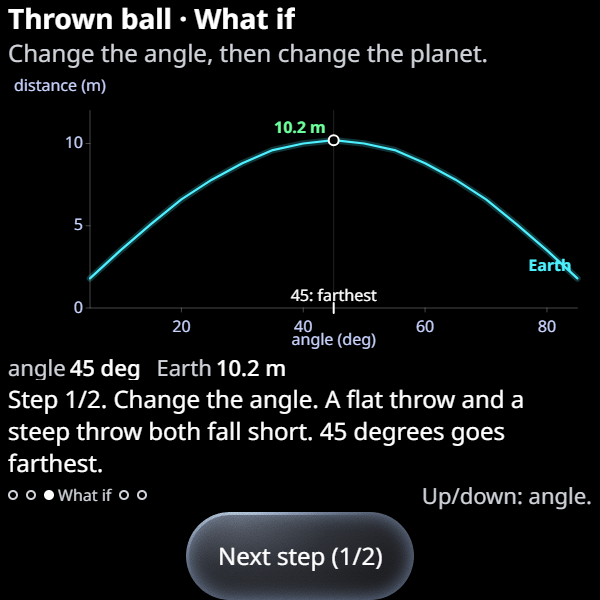 Thrown ball · What if
Change the angle, then change the planet.
distance (m)
10.2 m
10
5
Earth
45: farthest
0
20
40
60
80
angle (deg)
angle 45 deg Earth 10.2 m
Step 1/2. Change the angle. A flat throw and a
steep throw both fall short. 45 degrees goes
farthest.
What if
Up/down: angle.
Next step (1/2)